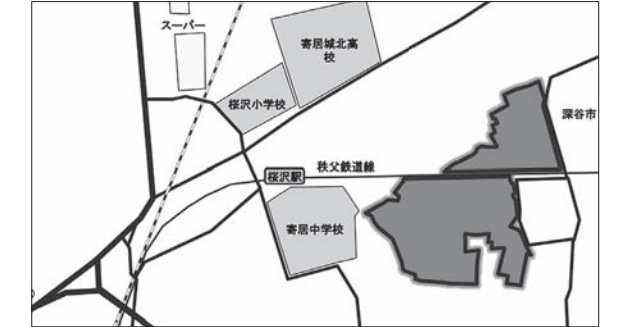 スーパー
寄居城北高
校
桜沢小学校
深谷市
秩父鉄道線
桜沢駅
寄居中学校